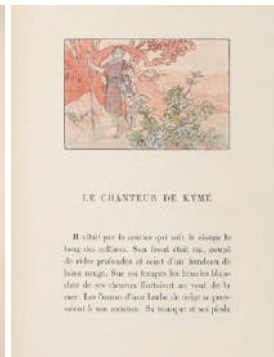 LE CHANTEUR DE KYMÉ
Il allait par le sentier qui suit le rivage le
long des collines. Son front était nu, coupé
de rides profondes et ceint d'un bandeau de
laine rouge. Sur ses tempes les boucles blan-
ches de ses cheveux flottaient au vent de la
mer. Les flocons d'une barbe de neige se pres-
saient à son menton. Sa tunique et ses pieds